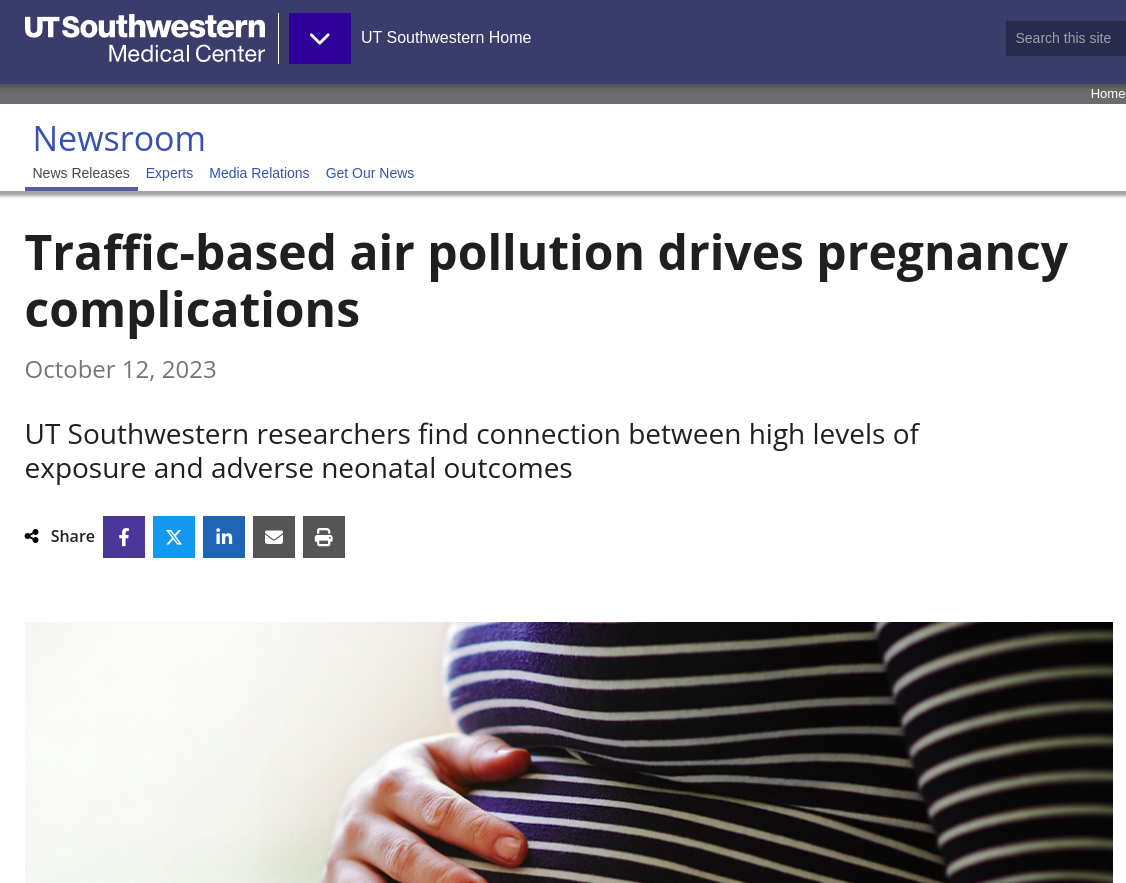 UT Southwestern
Medical Center
UT Southwestern Home
Search this site
Home
Newsroom
News Releases Experts Media Relations Get Our News
Traffic-based air pollution drives pregnancy
complications
October 12, 2023
UT Southwestern researchers find connection between high levels of
exposure and adverse neonatal outcomes
Share